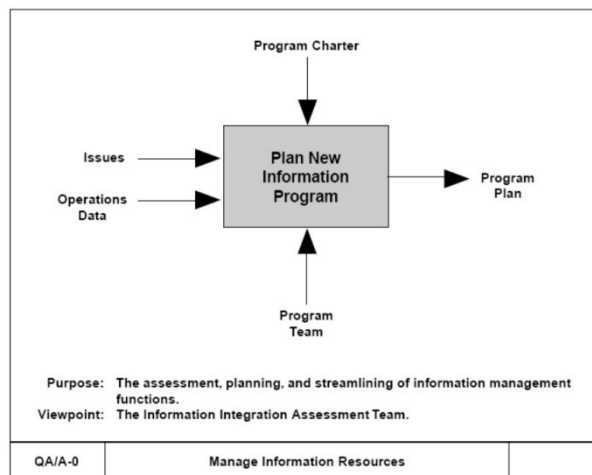 Program Charter
Issues
Operations
Data
Plan New
Information
Program
Program
Plan
Program
Team
Purpose: The assessment, planning, and streamlining of information management
functions.
Viewpoint: The Information Integration Assessment Team.
QA/A-0 Manage Information Resources